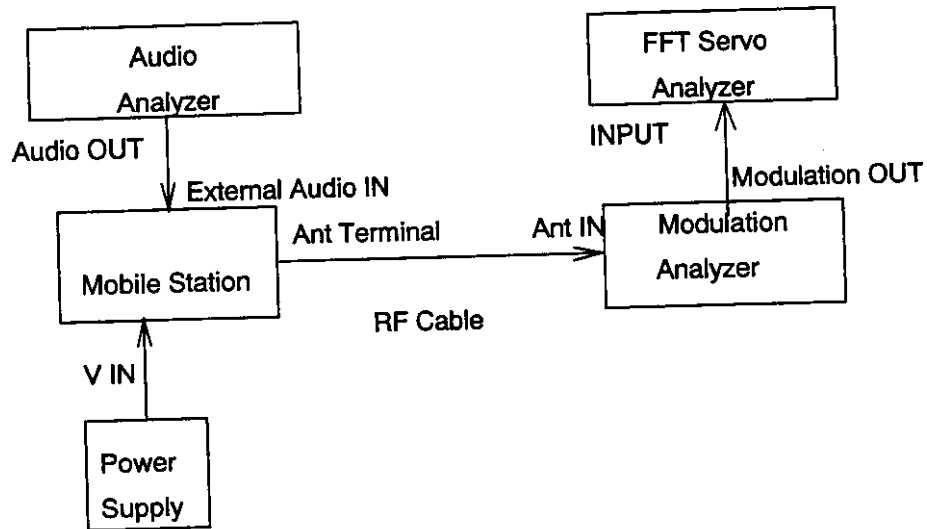 Audio
Analyzer
FFT Servo
Analyzer
Audio OUT
INPUT
External Audio IN
Modulation OUT
Ant Terminal
Ant IN
Modulation
Analyzer
Mobile Station
RF Cable
V IN
Power
Supply